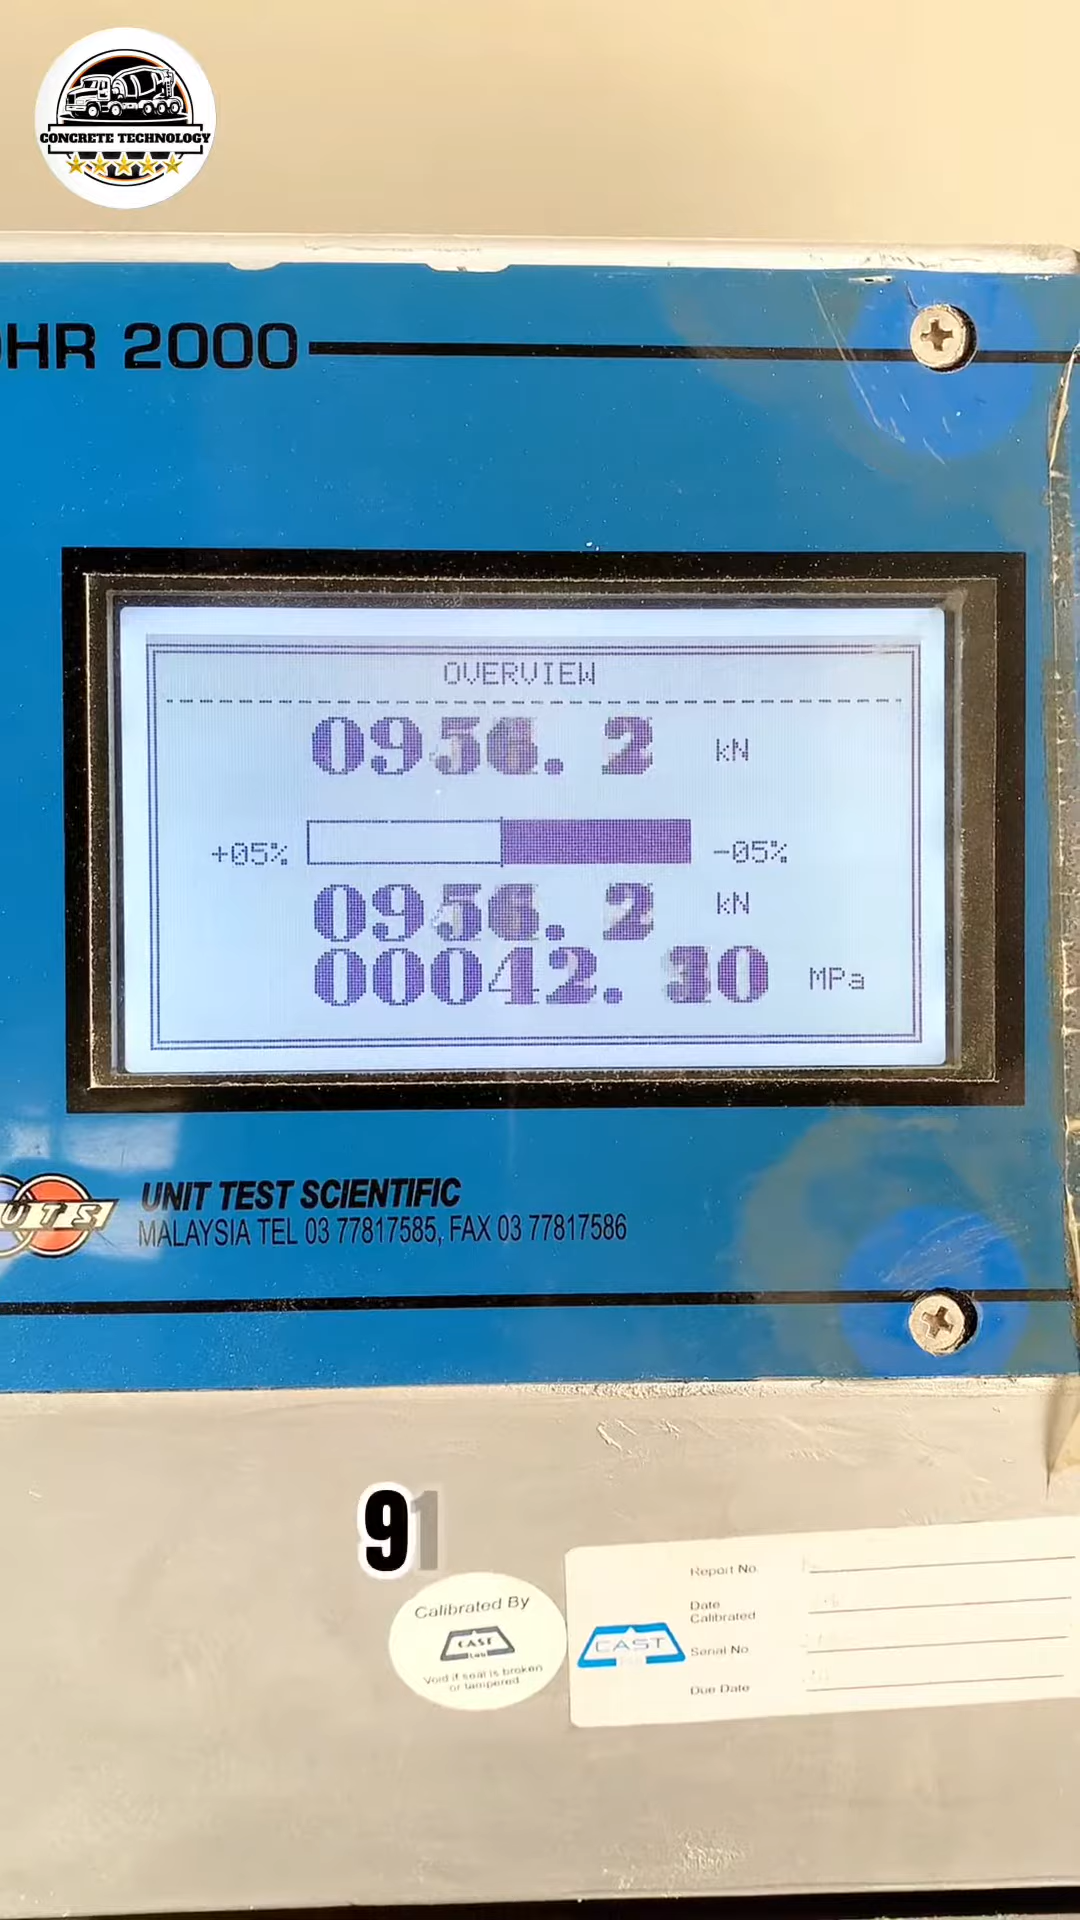 CONCRETE TECHNOLOGY
HR 2000
OVERVIEW
0956.2 kN
+05% -05%
0956.2 kN
00042.30 MPa
UTS
UNIT TEST SCIENTIFIC
MALAYSIA TEL 03 77817585, FAX 03 77817586
91
Calibrated By
CAST
Void if seal is broken
or tampered
CAST
Report No.
Date
Calibrated
Serial No
Due Date